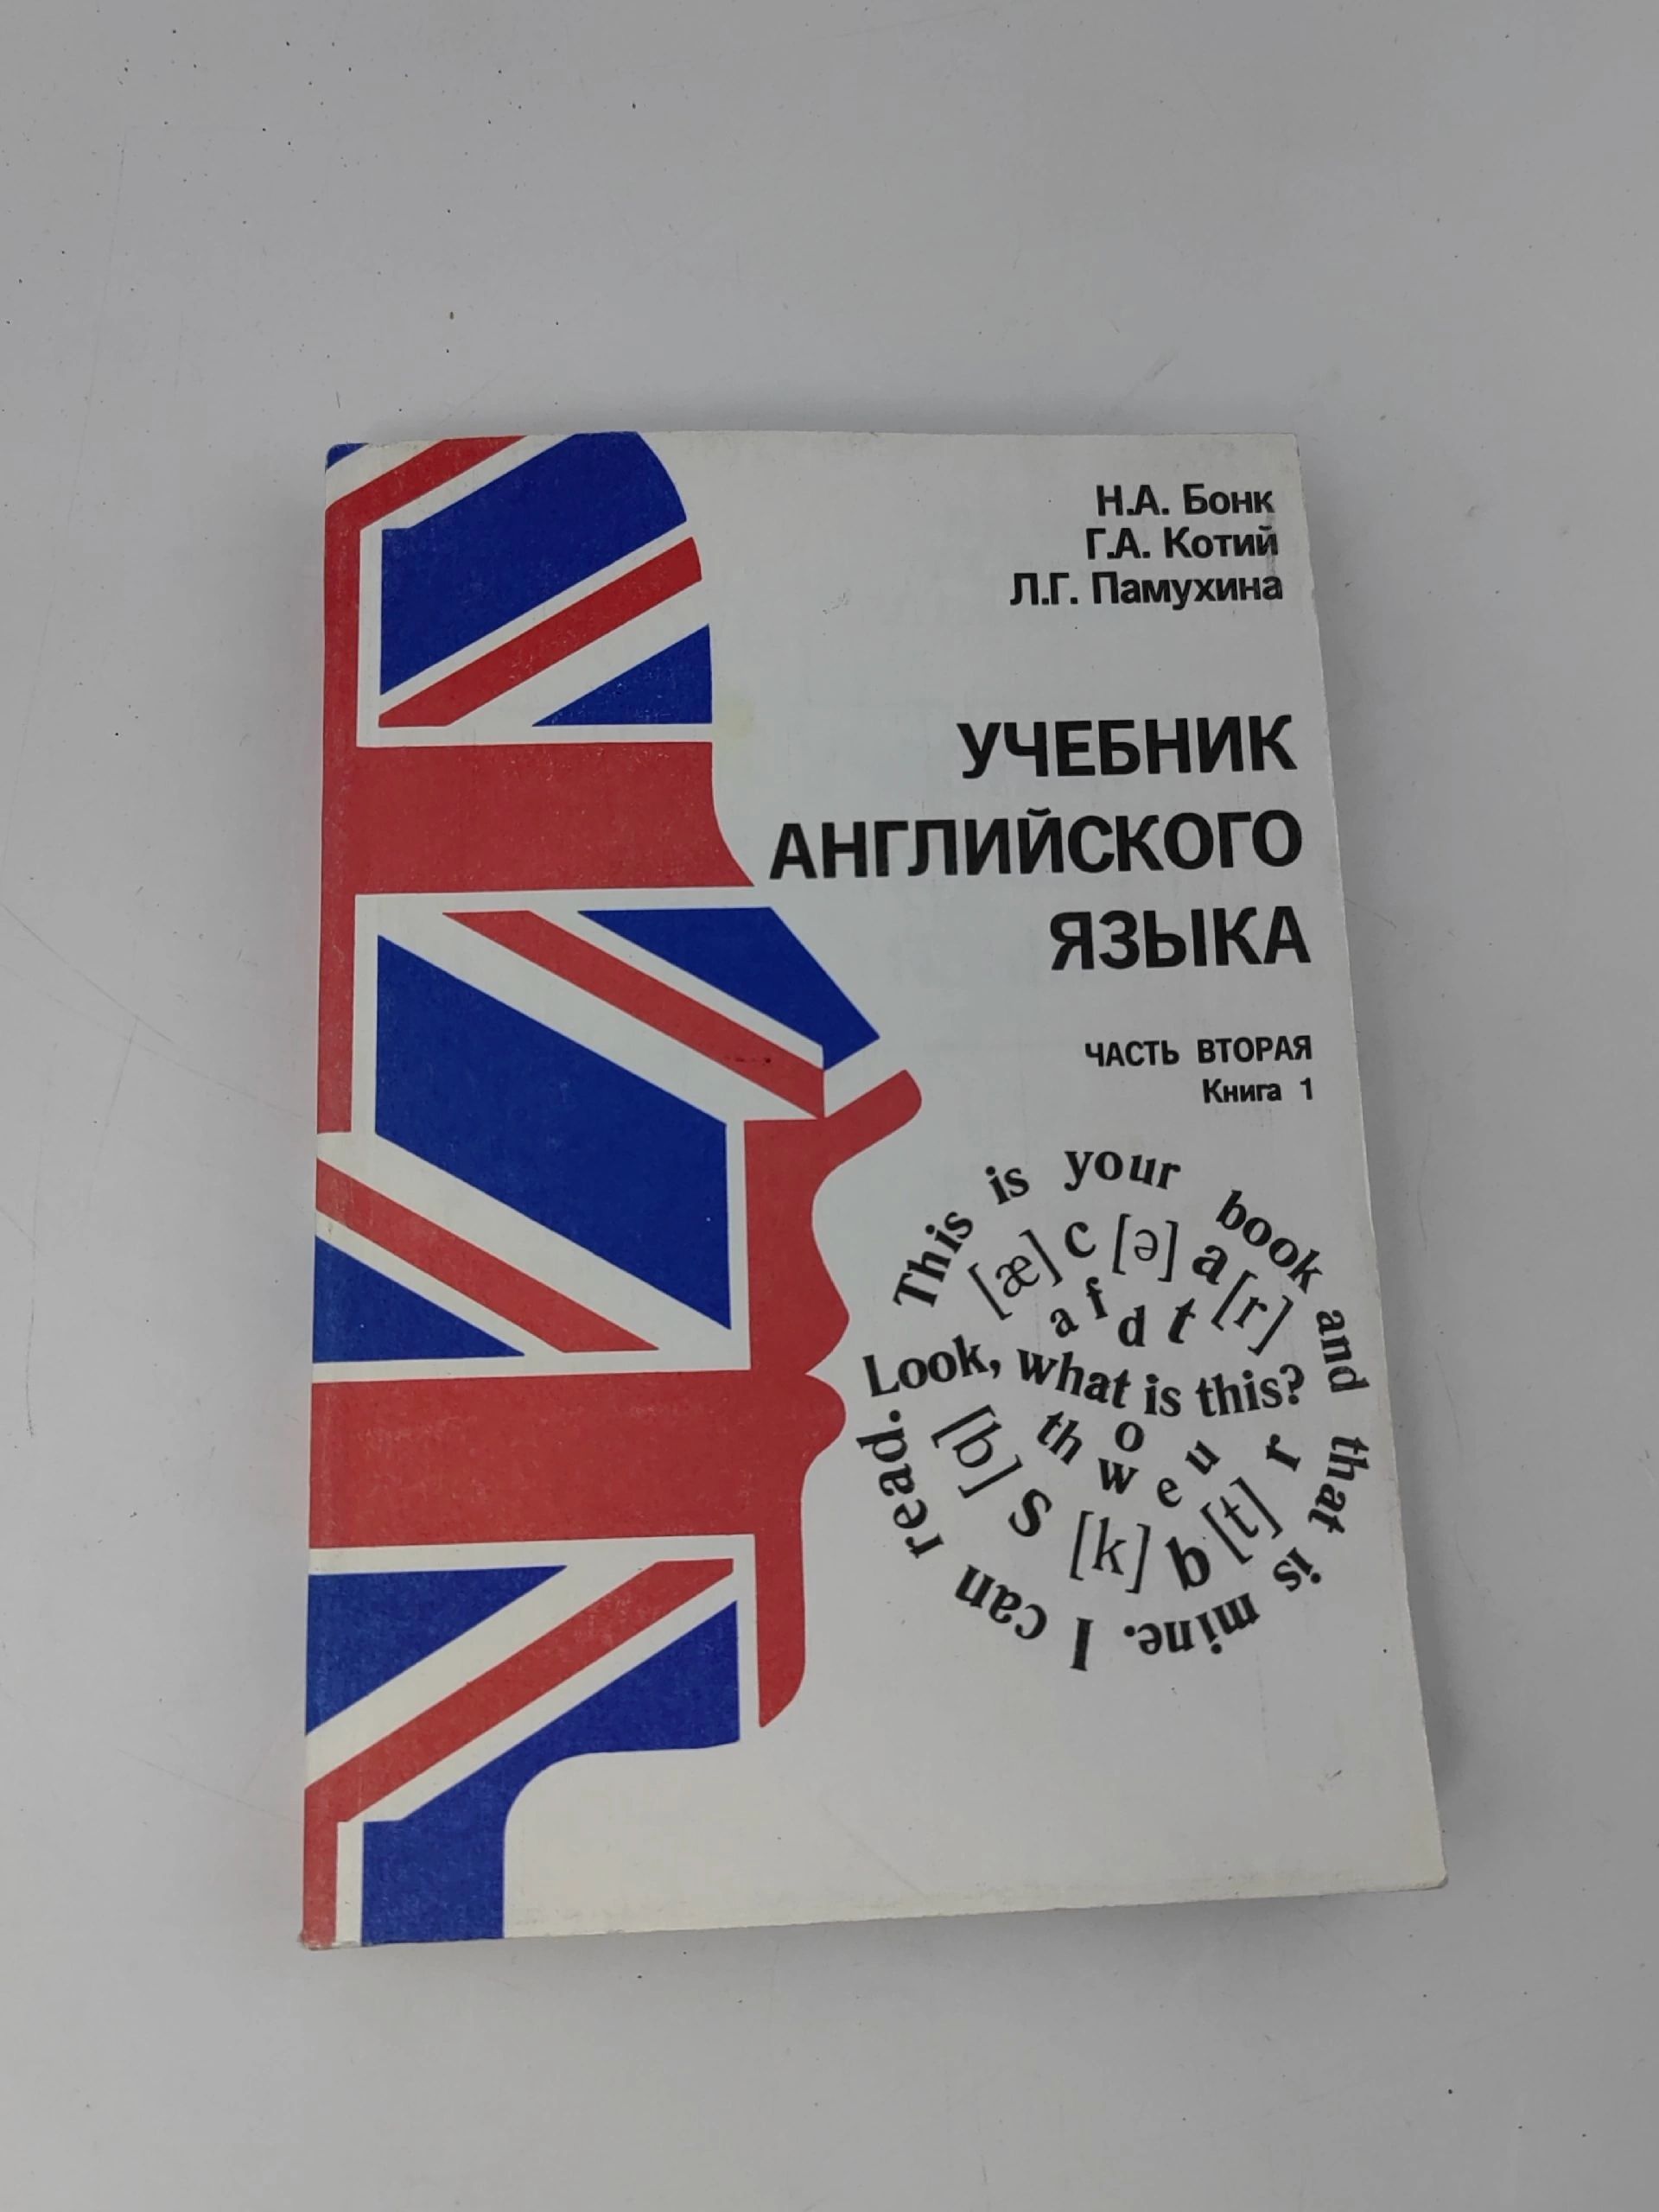 Н.А. Бонк
Г.А. Котий
Л.Г. Памухина
УЧЕБНИК
АНГЛИЙСКОГО
ЯЗЫКА
ЧАСТЬ ВТОРАЯ
Книга 1
This is your book and that is mine. I can read.
[æ] c [ə] a [r]
a f d t
Look, what is this?
th o w e u r
[b] s [k] b [t]